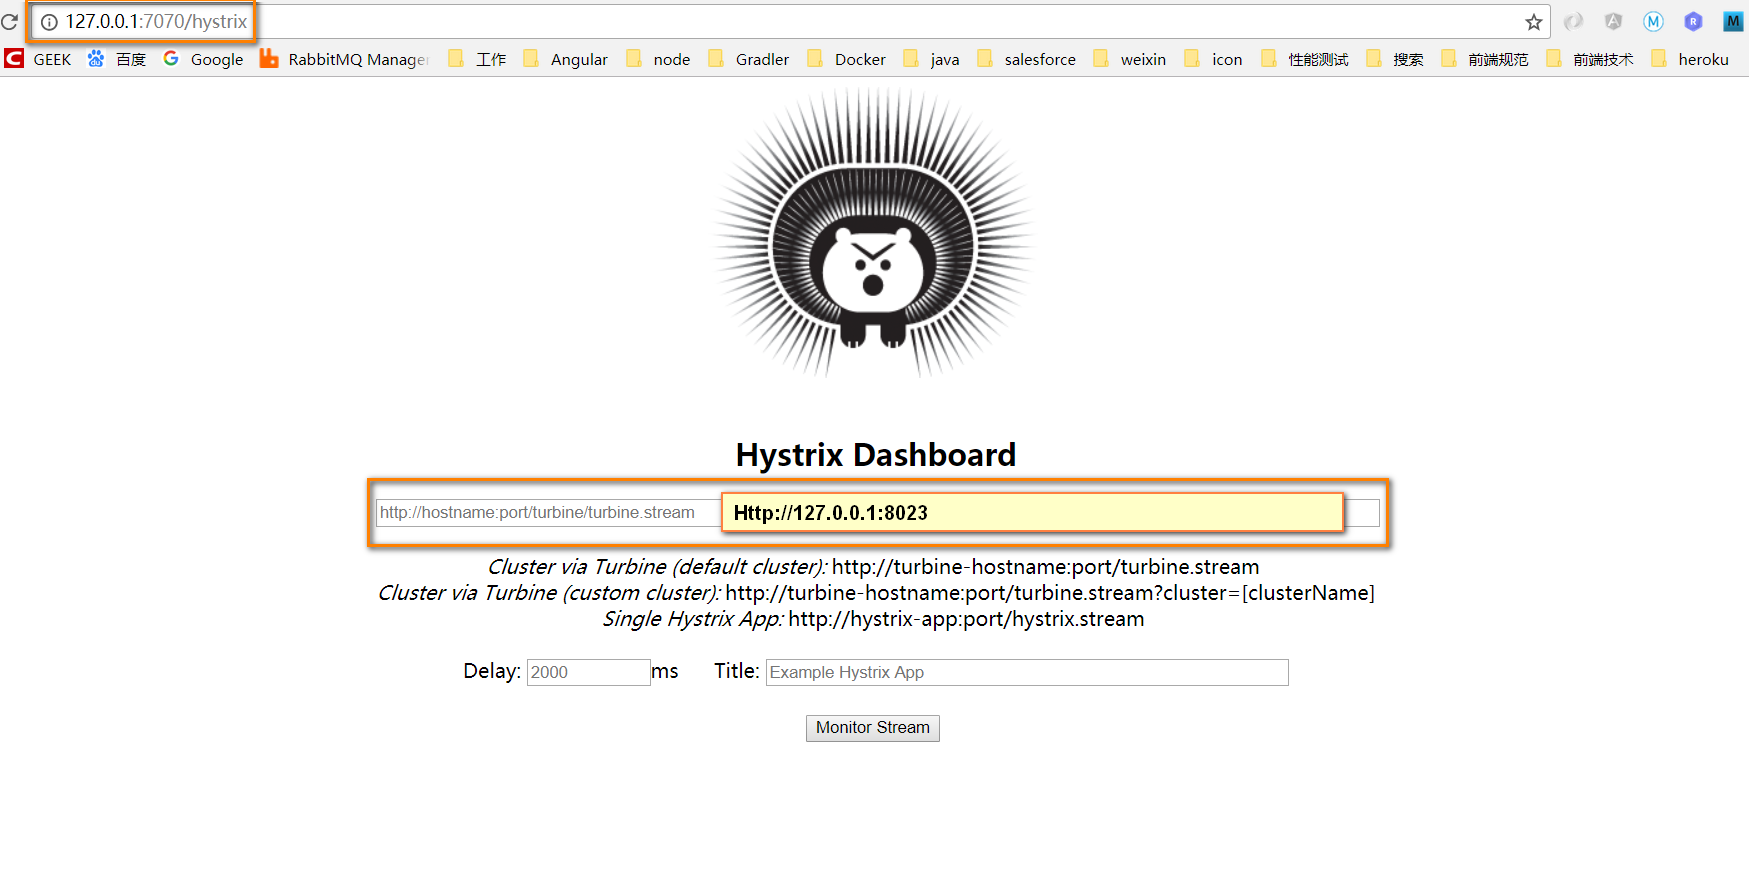 127.0.0.1:7070/hystrix
GEEK 百度 Google RabbitMQ Manager 工作 Angular node Gradler Docker java salesforce weixin icon 性能测试 搜索 前端规范 前端技术 heroku
Hystrix Dashboard
http://hostname:port/turbine/turbine.stream Http://127.0.0.1:8023
Cluster via Turbine (default cluster): http://turbine-hostname:port/turbine.stream
Cluster via Turbine (custom cluster): http://turbine-hostname:port/turbine.stream?cluster=[clusterName]
Single Hystrix App: http://hystrix-app:port/hystrix.stream
Delay: 2000 ms Title: Example Hystrix App
Monitor Stream